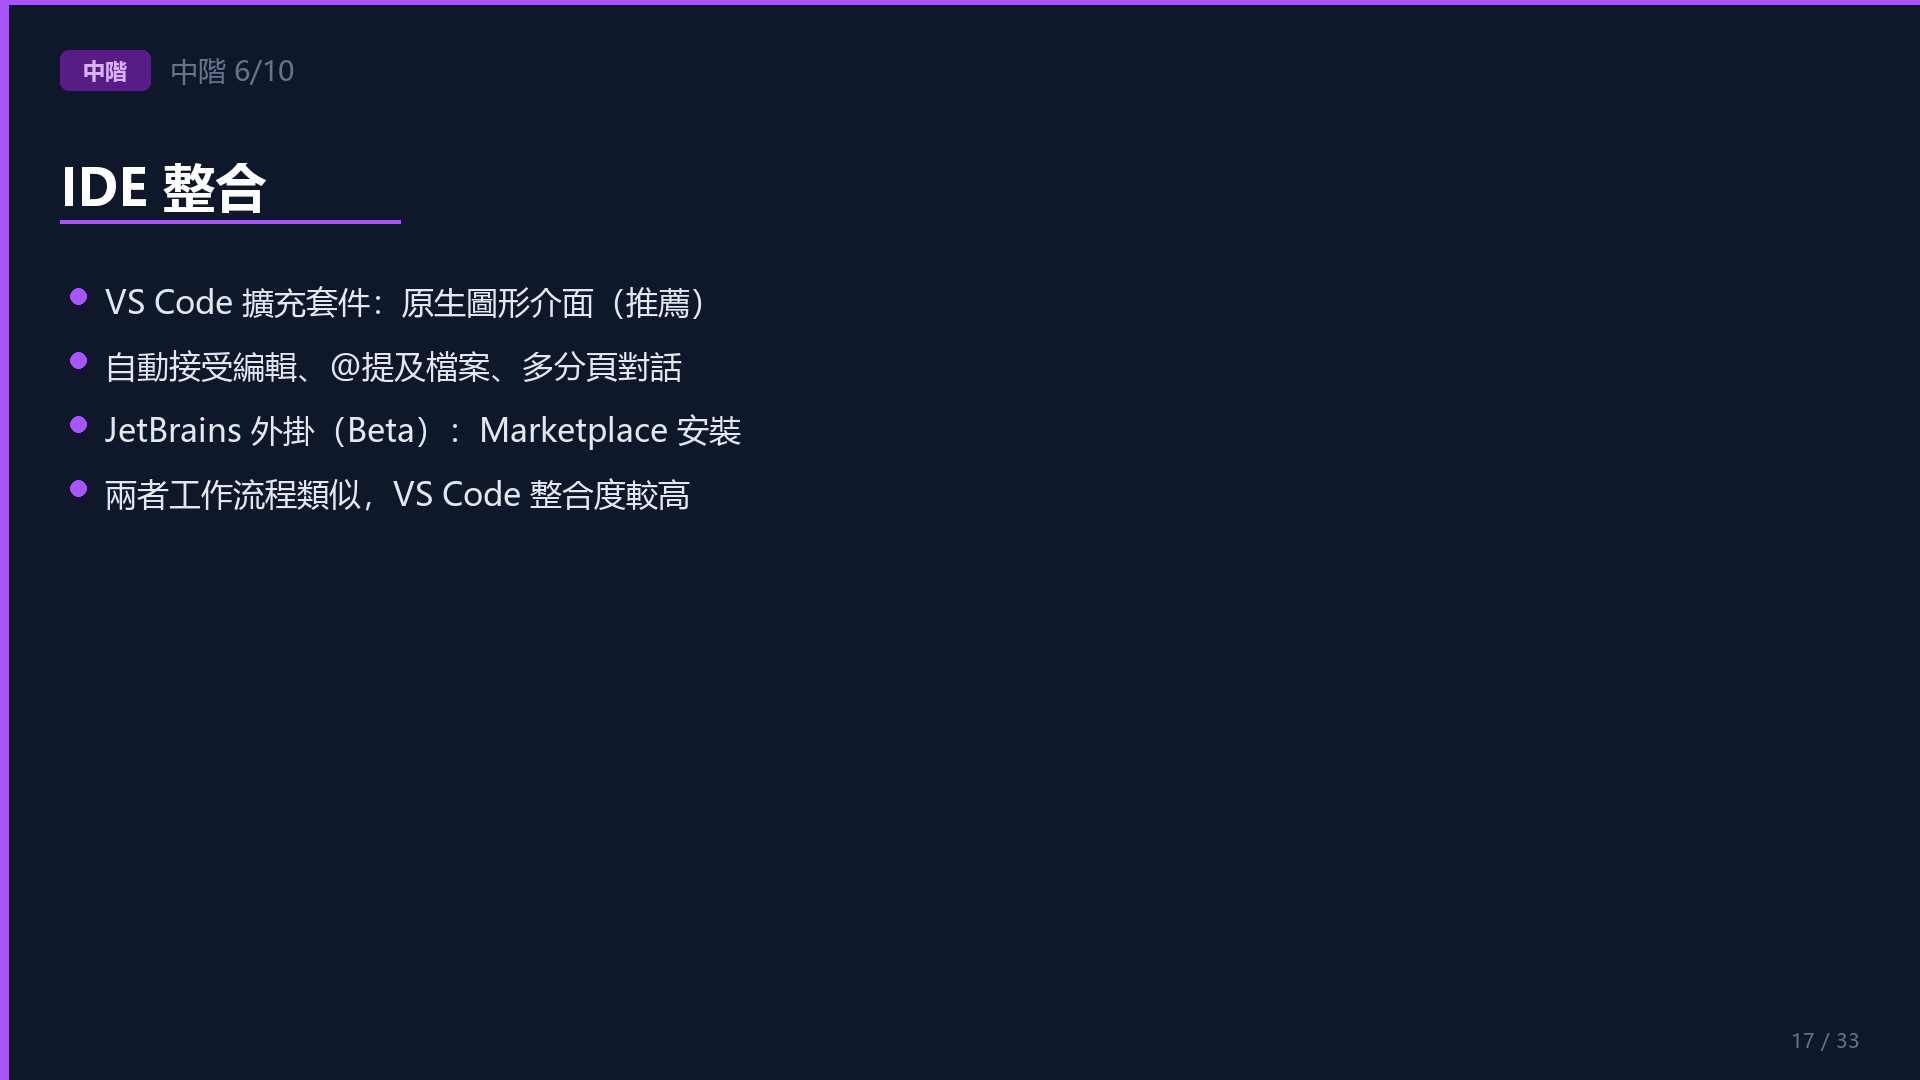 中階
中階 6/10
IDE 整合
VS Code 擴充套件：原生圖形介面（推薦）
自動接受編輯、@提及檔案、多分頁對話
JetBrains 外掛（Beta）：Marketplace 安裝
兩者工作流程類似，VS Code 整合度較高
17 / 33